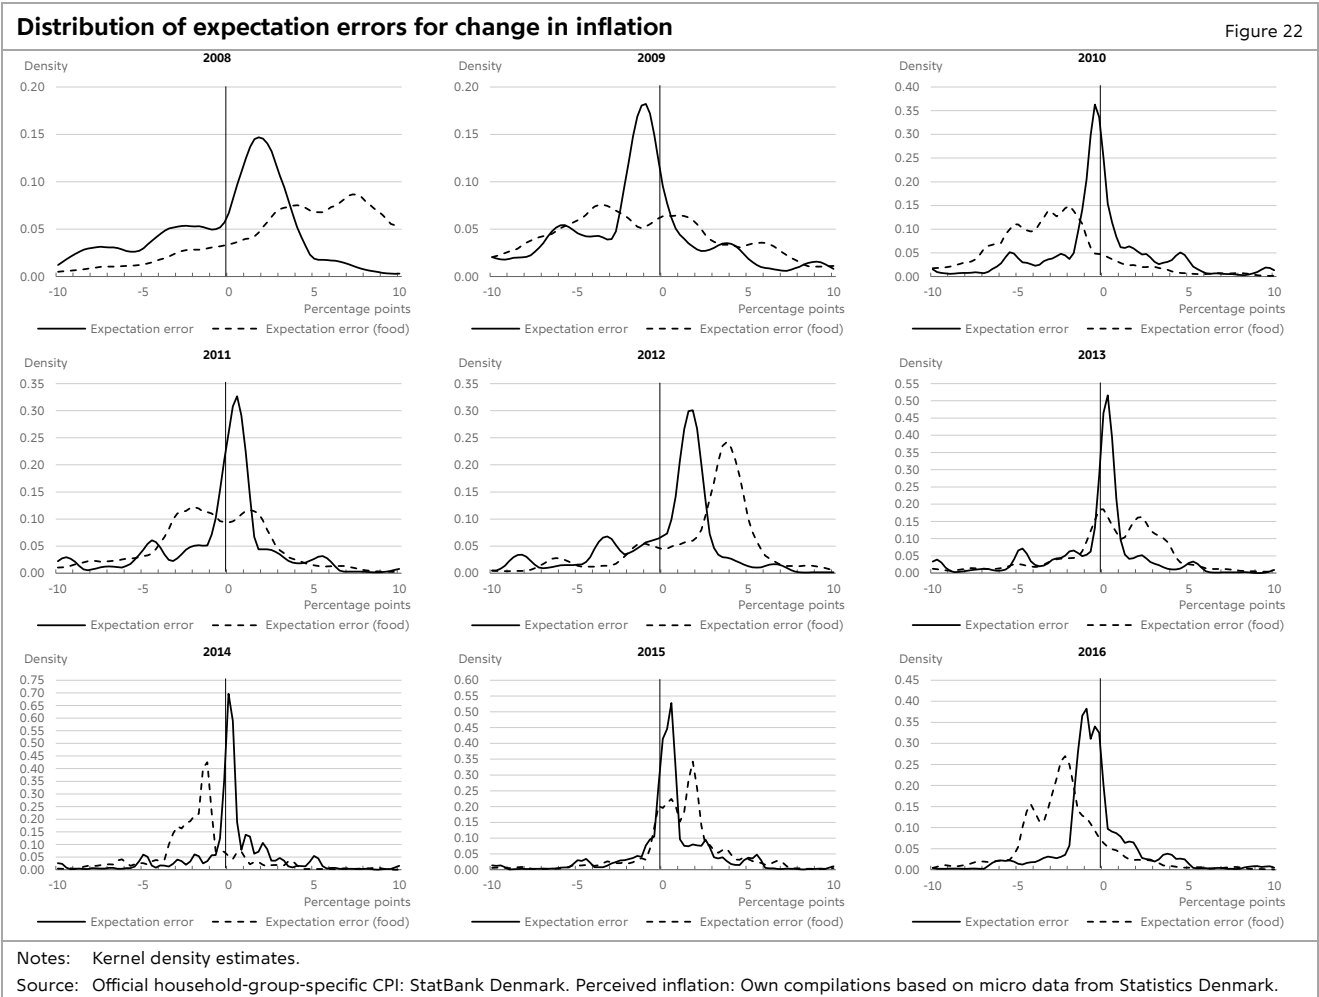 Distribution of expectation errors for change in inflation
Figure 22
2008
Density
0.20
0.15
0.10
0.05
0.00
-10 -5 0 5 10
Percentage points
Expectation error Expectation error (food)
2009
Density
0.20
0.15
0.10
0.05
0.00
-10 -5 0 5 10
Percentage points
Expectation error Expectation error (food)
2010
Density
0.40
0.35
0.30
0.25
0.20
0.15
0.10
0.05
0.00
-10 -5 0 5 10
Percentage points
Expectation error Expectation error (food)
2011
Density
0.35
0.30
0.25
0.20
0.15
0.10
0.05
0.00
-10 -5 0 5 10
Percentage points
Expectation error Expectation error (food)
2012
Density
0.35
0.30
0.25
0.20
0.15
0.10
0.05
0.00
-10 -5 0 5 10
Percentage points
Expectation error Expectation error (food)
2013
Density
0.55
0.50
0.45
0.40
0.35
0.30
0.25
0.20
0.15
0.10
0.05
0.00
-10 -5 0 5 10
Percentage points
Expectation error Expectation error (food)
2014
Density
0.75
0.70
0.65
0.60
0.55
0.50
0.45
0.40
0.35
0.30
0.25
0.20
0.15
0.10
0.05
0.00
-10 -5 0 5 10
Percentage points
Expectation error Expectation error (food)
2015
Density
0.60
0.55
0.50
0.45
0.40
0.35
0.30
0.25
0.20
0.15
0.10
0.05
0.00
-10 -5 0 5 10
Percentage points
Expectation error Expectation error (food)
2016
Density
0.45
0.40
0.35
0.30
0.25
0.20
0.15
0.10
0.05
0.00
-10 -5 0 5 10
Percentage points
Expectation error Expectation error (food)
Notes: Kernel density estimates.
Source: Official household-group-specific CPI: StatBank Denmark. Perceived inflation: Own compilations based on micro data from Statistics Denmark.